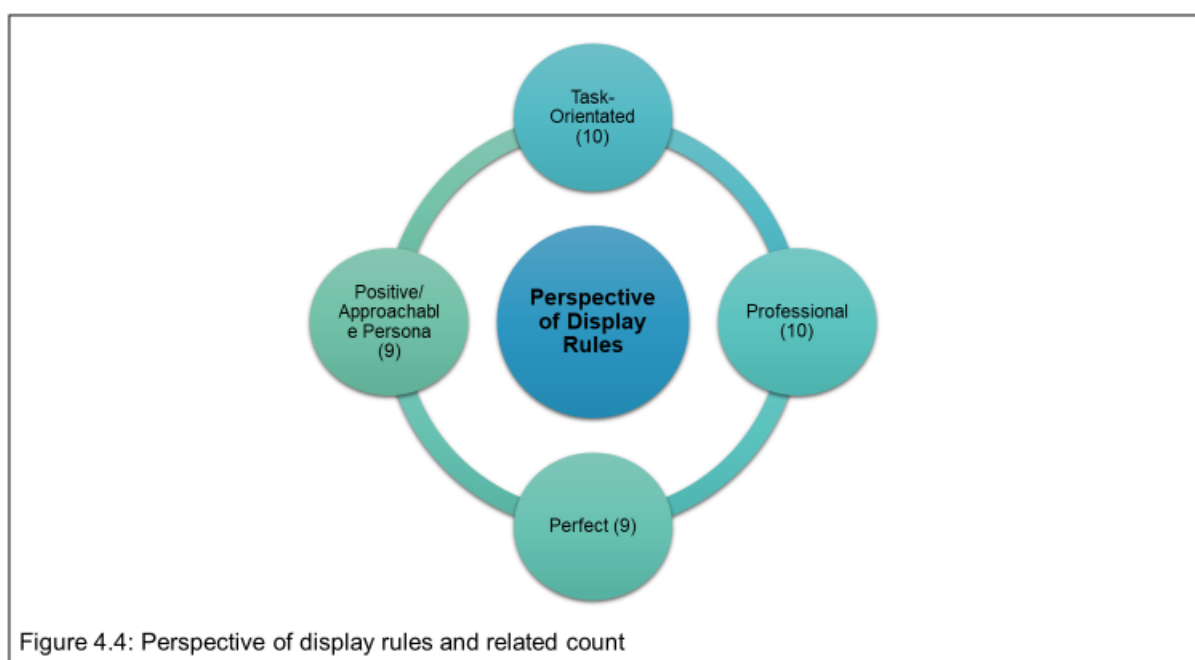 Task-
Orientated
(10)
Positive/
Approachabl
e Persona
(9)
Perspective
of Display
Rules
Professional
(10)
Perfect (9)
Figure 4.4: Perspective of display rules and related count